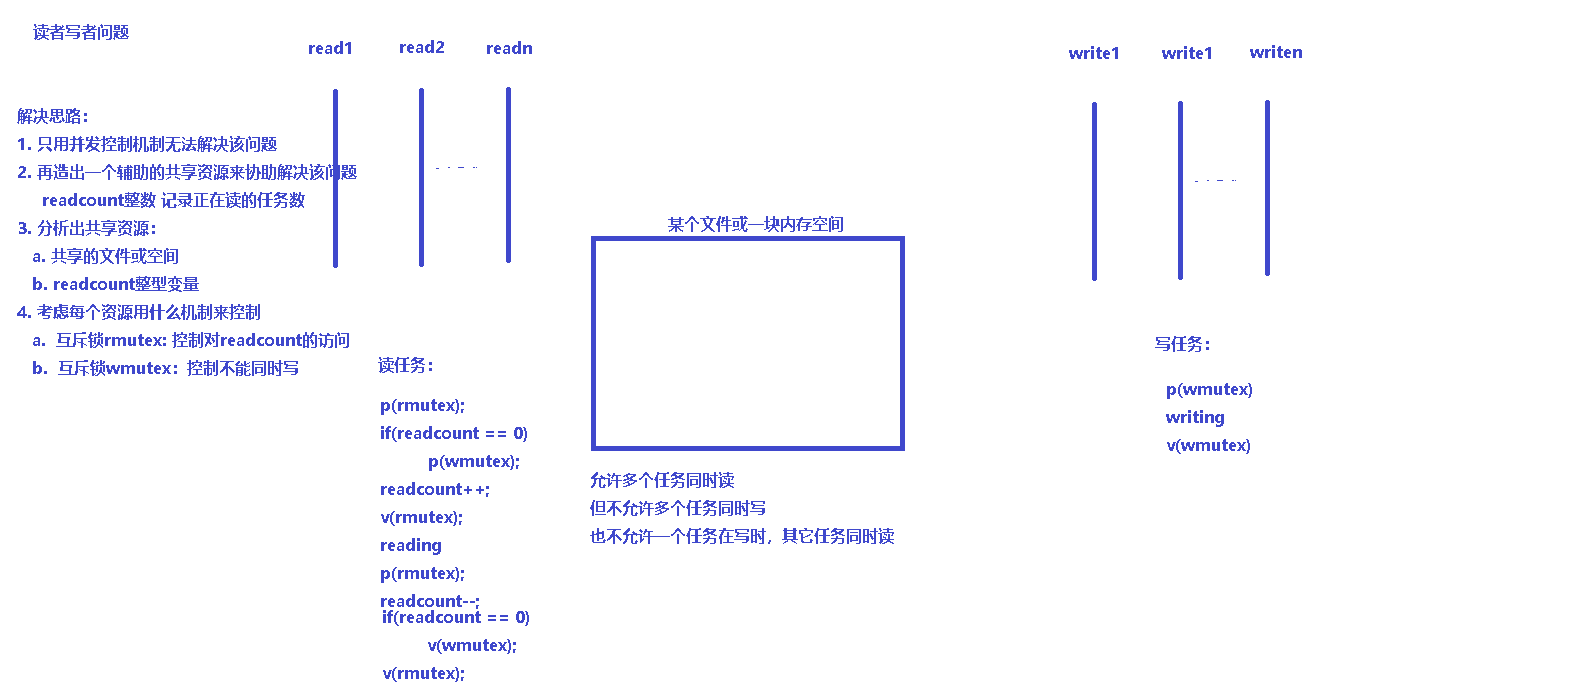 读者写者问题
read1
read2
readn
write1
write1
writen
解决思路：
1. 只用并发控制机制无法解决该问题
2. 再造出一个辅助的共享资源来协助解决该问题
readcount整数 记录正在读的任务数
3. 分析出共享资源：
a. 共享的文件或空间
b. readcount整型变量
4. 考虑每个资源用什么机制来控制
a. 互斥锁rmutex: 控制对readcount的访问
b. 互斥锁wmutex：控制不能同时写
读任务：
p(rmutex);
if(readcount == 0)
p(wmutex);
readcount++;
v(rmutex);
reading
p(rmutex);
readcount--;
if(readcount == 0)
v(wmutex);
v(rmutex);
某个文件或一块内存空间
允许多个任务同时读
但不允许多个任务同时写
也不允许一个任务在写时，其它任务同时读
写任务：
p(wmutex)
writing
v(wmutex)